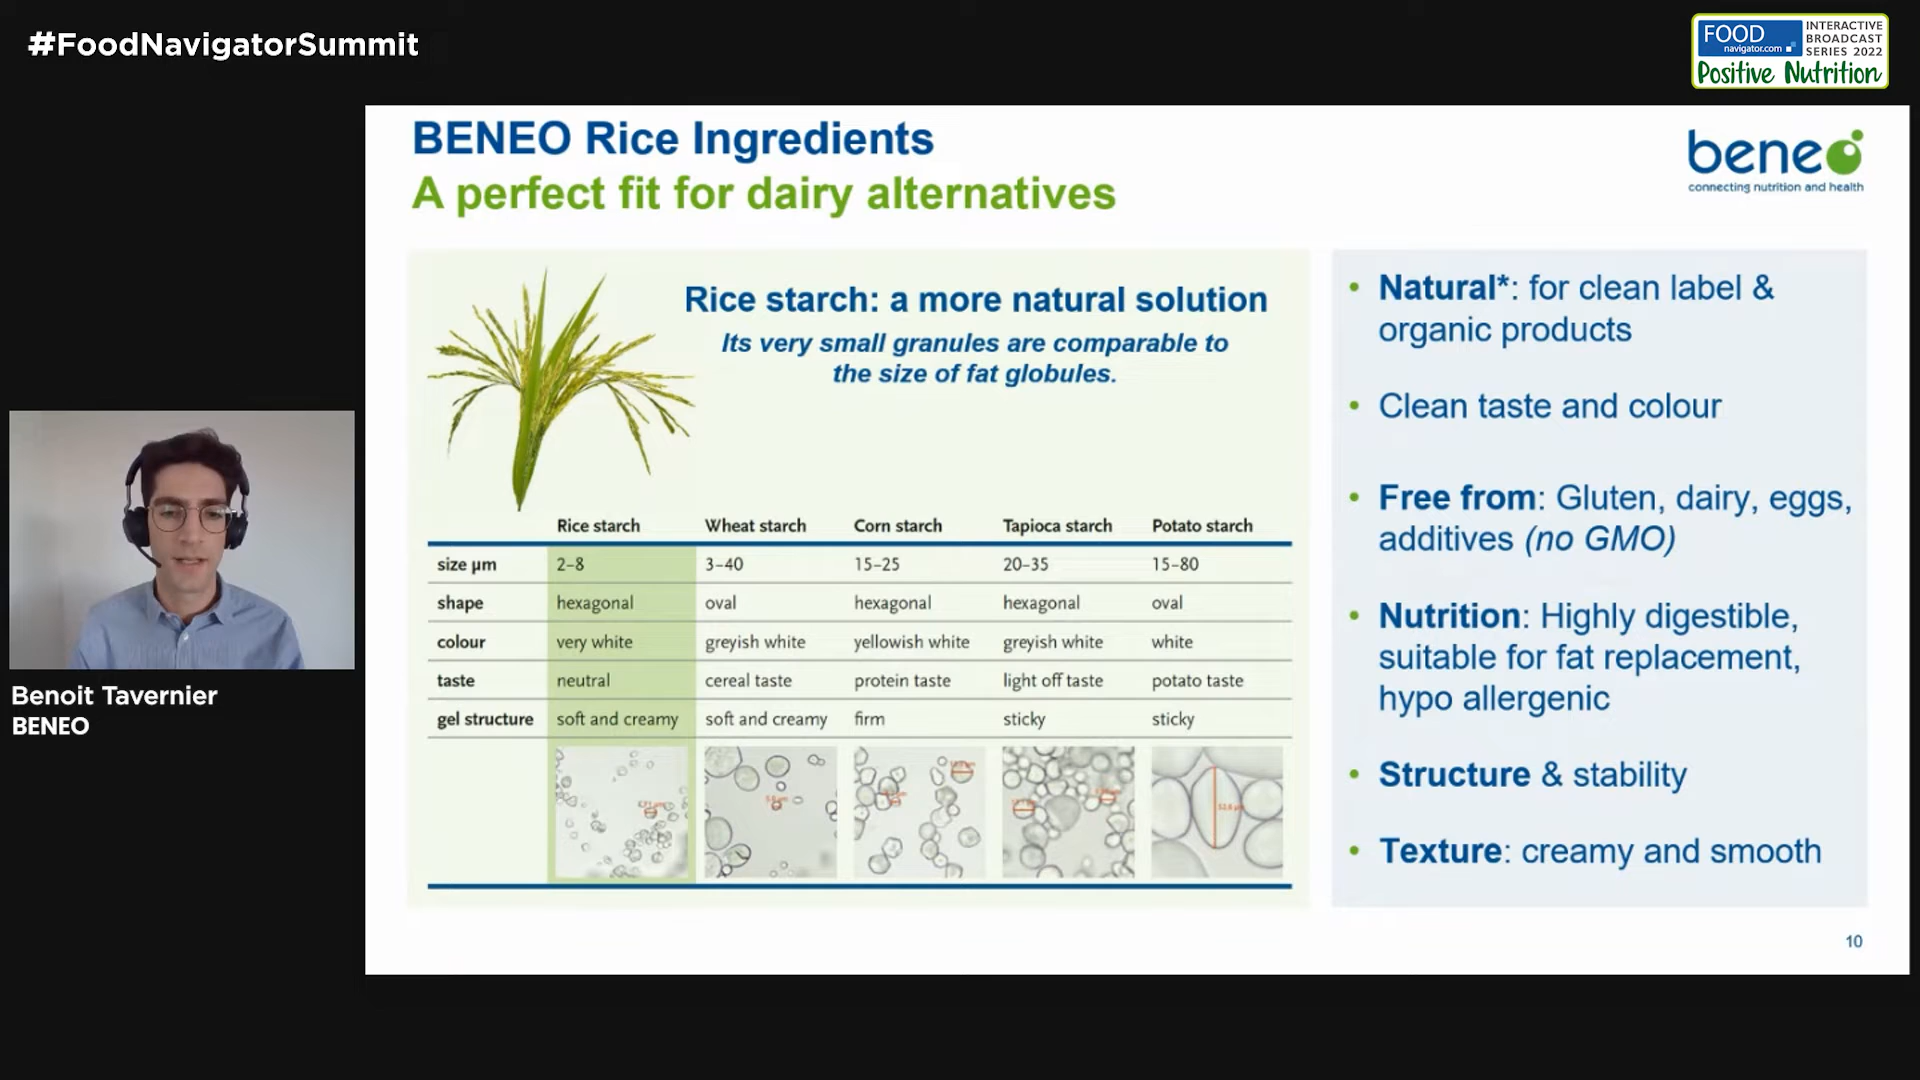 #FoodNavigatorSummit
FOOD
navigator.com
INTERACTIVE
BROADCAST
SERIES 2022
Positive Nutrition
BENEO Rice Ingredients
A perfect fit for dairy alternatives
beneo
connecting nutrition and health
Rice starch: a more natural solution
Its very small granules are comparable to
the size of fat globules.
Rice starch Wheat starch Corn starch Tapioca starch Potato starch
size µm 2–8 3–40 15–25 20–35 15–80
shape hexagonal oval hexagonal hexagonal oval
colour very white greyish white yellowish white greyish white white
taste neutral cereal taste protein taste light off taste potato taste
gel structure soft and creamy soft and creamy firm sticky sticky
• Natural*: for clean label &
organic products
• Clean taste and colour
• Free from: Gluten, dairy, eggs,
additives (no GMO)
• Nutrition: Highly digestible,
suitable for fat replacement,
hypo allergenic
• Structure & stability
• Texture: creamy and smooth
10
Benoit Tavernier
BENEO